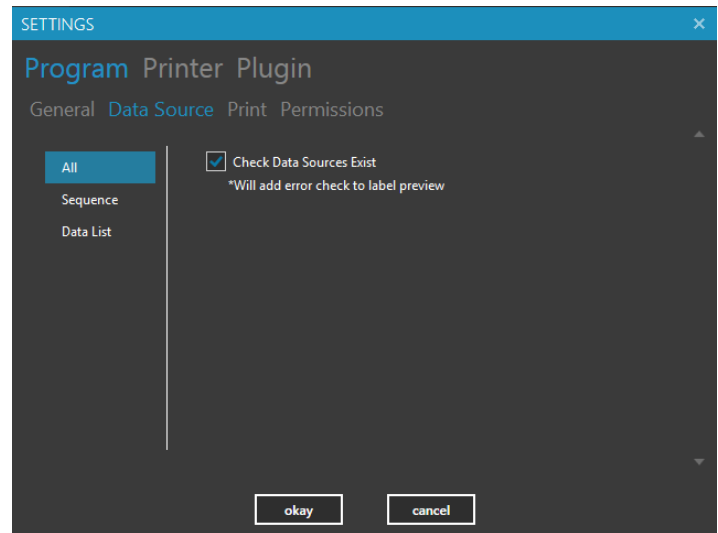 SETTINGS
Program Printer Plugin
General Data Source Print Permissions
All
Sequence
Data List
Check Data Sources Exist
*Will add error check to label preview
okay
cancel